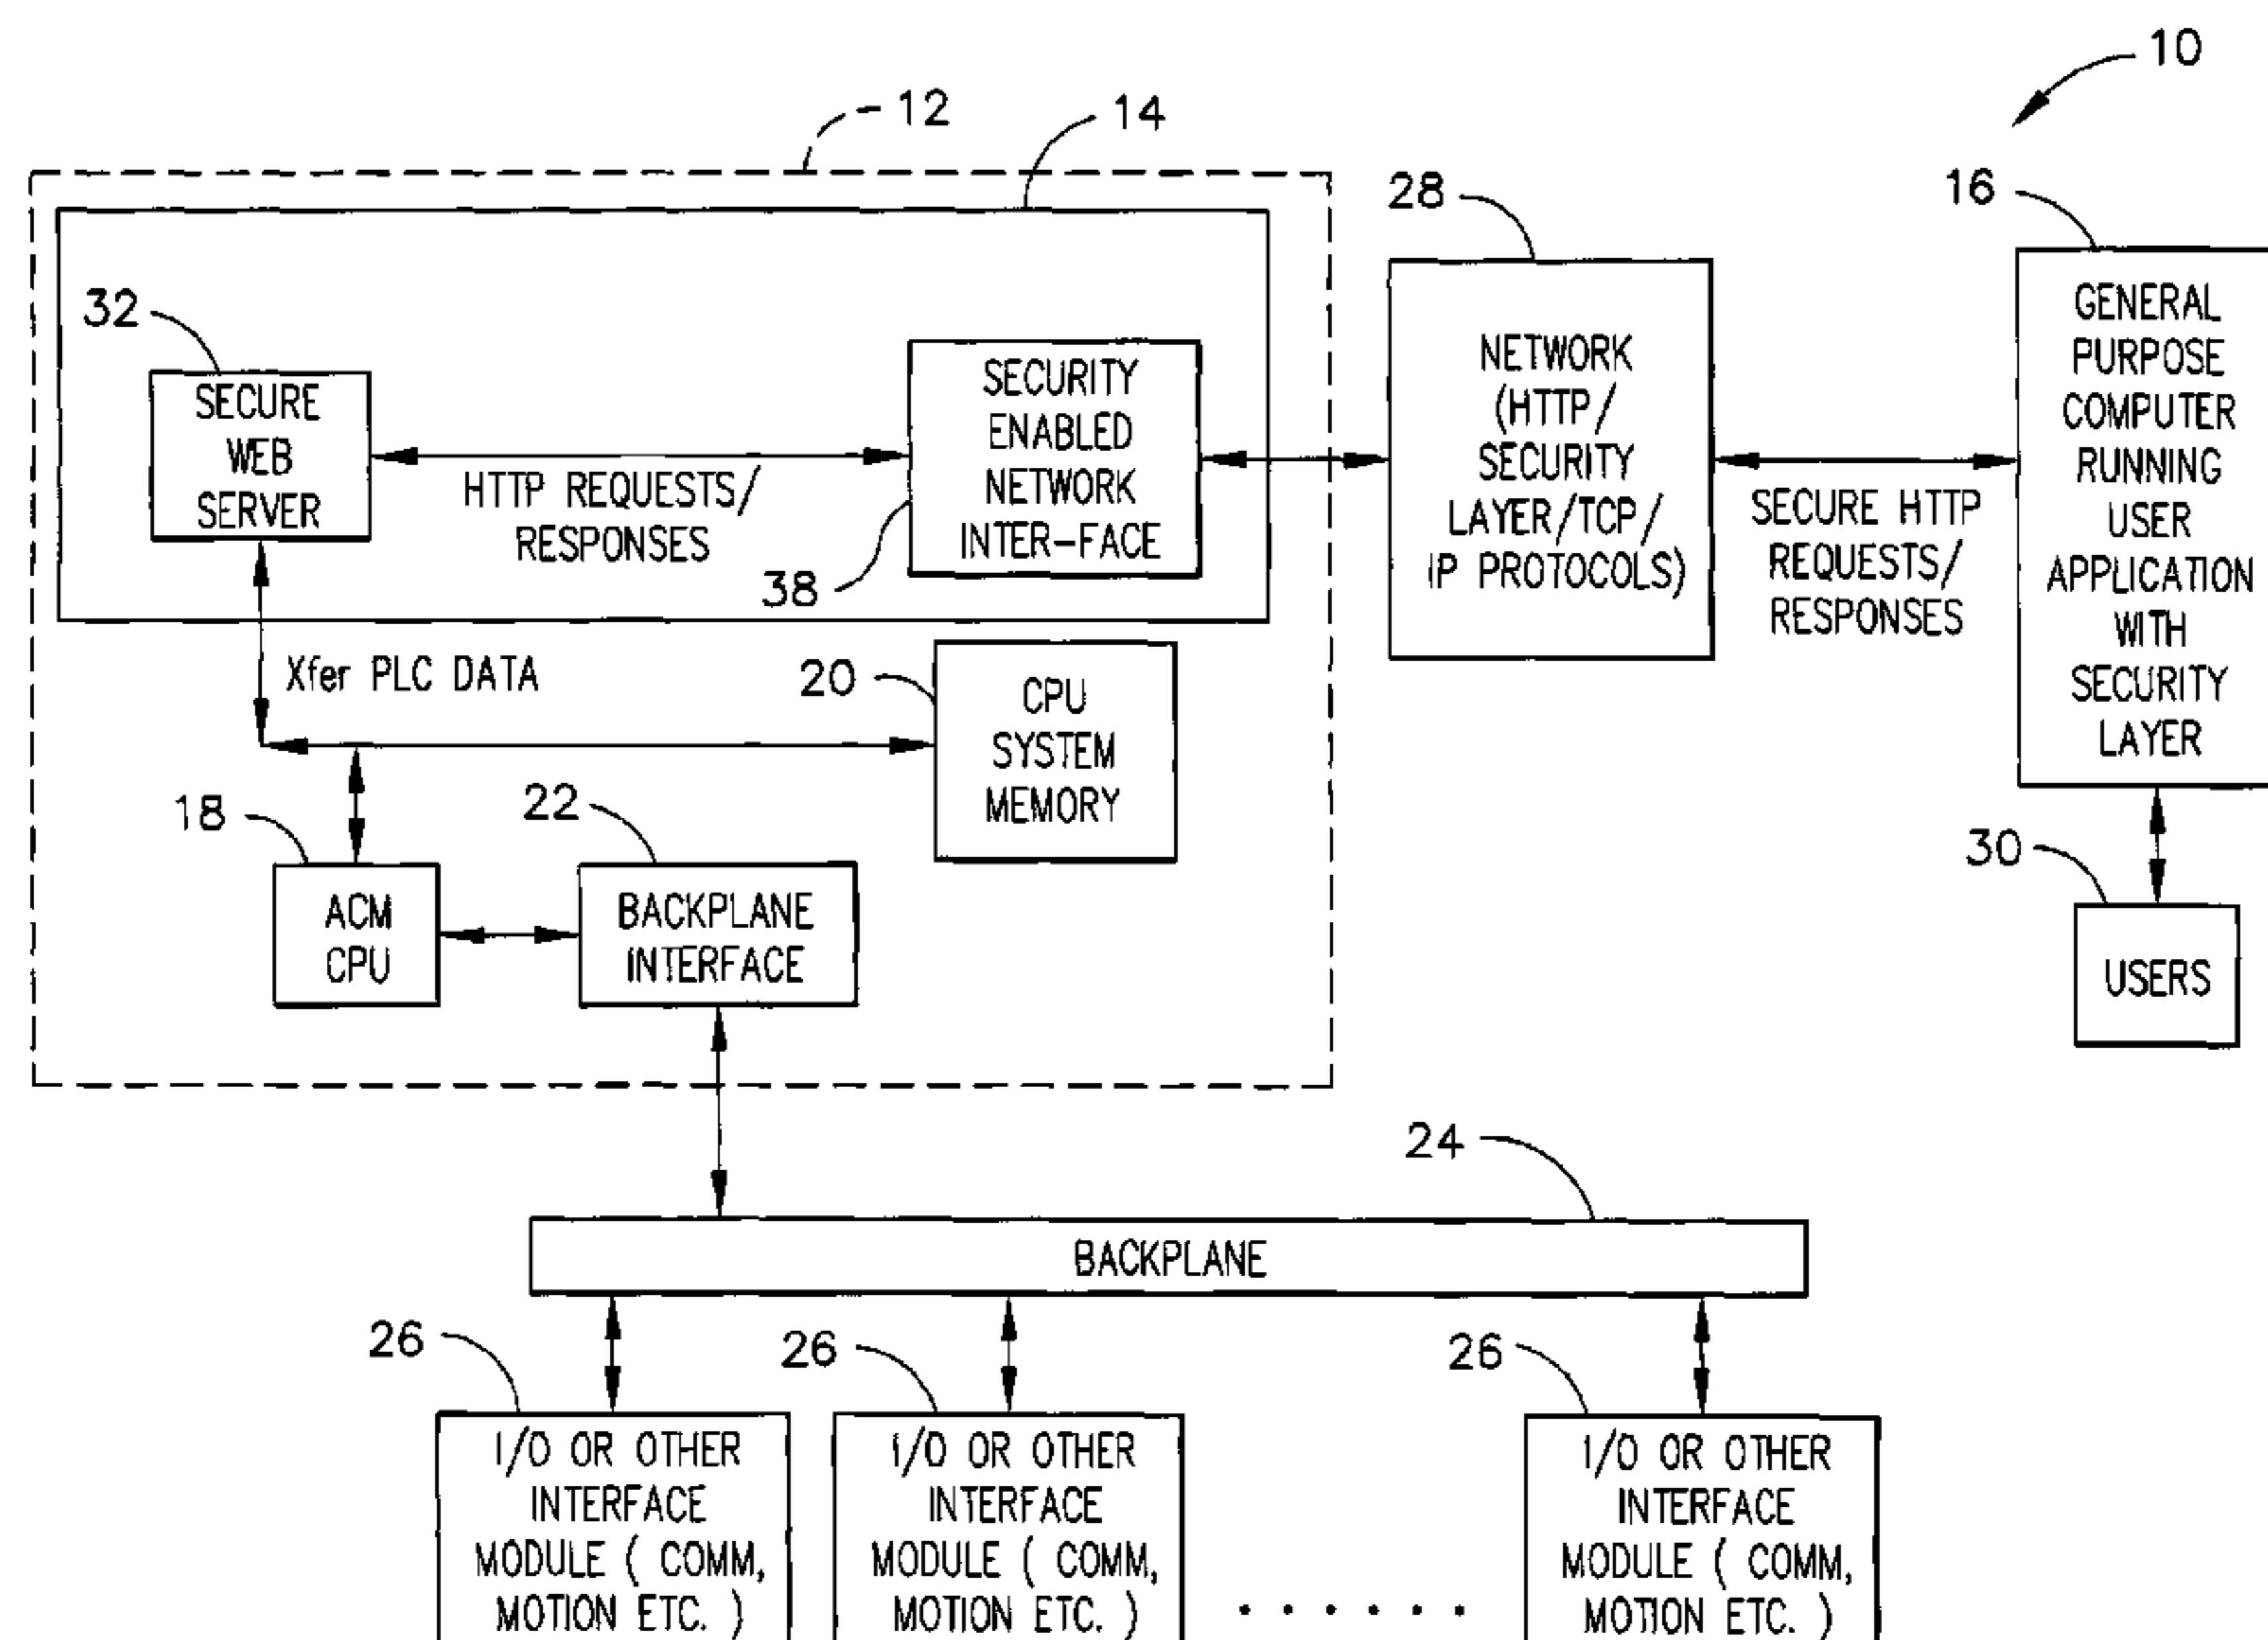 10
12
14
28
16
32
SECURE
WEB
SERVER
HTTP REQUESTS/
RESPONSES
SECURITY
ENABLED
NETWORK
INTER-FACE
38
NETWORK
(HTTP/
SECURITY
LAYER/TCP/
IP PROTOCOLS)
SECURE HTTP
REQUESTS/
RESPONSES
GENERAL
PURPOSE
COMPUTER
RUNNING
USER
APPLICATION
WITH
SECURITY
LAYER
Xfer PLC DATA
20
CPU
SYSTEM
MEMORY
18
ACM
CPU
22
BACKPLANE
INTERFACE
30
USERS
24
BACKPLANE
26
I/O OR OTHER
INTERFACE
MODULE ( COMM,
MOTION ETC. )
26
I/O OR OTHER
INTERFACE
MODULE ( COMM,
MOTION ETC. )
. . . . . .
26
I/O OR OTHER
INTERFACE
MODULE ( COMM,
MOTION ETC. )